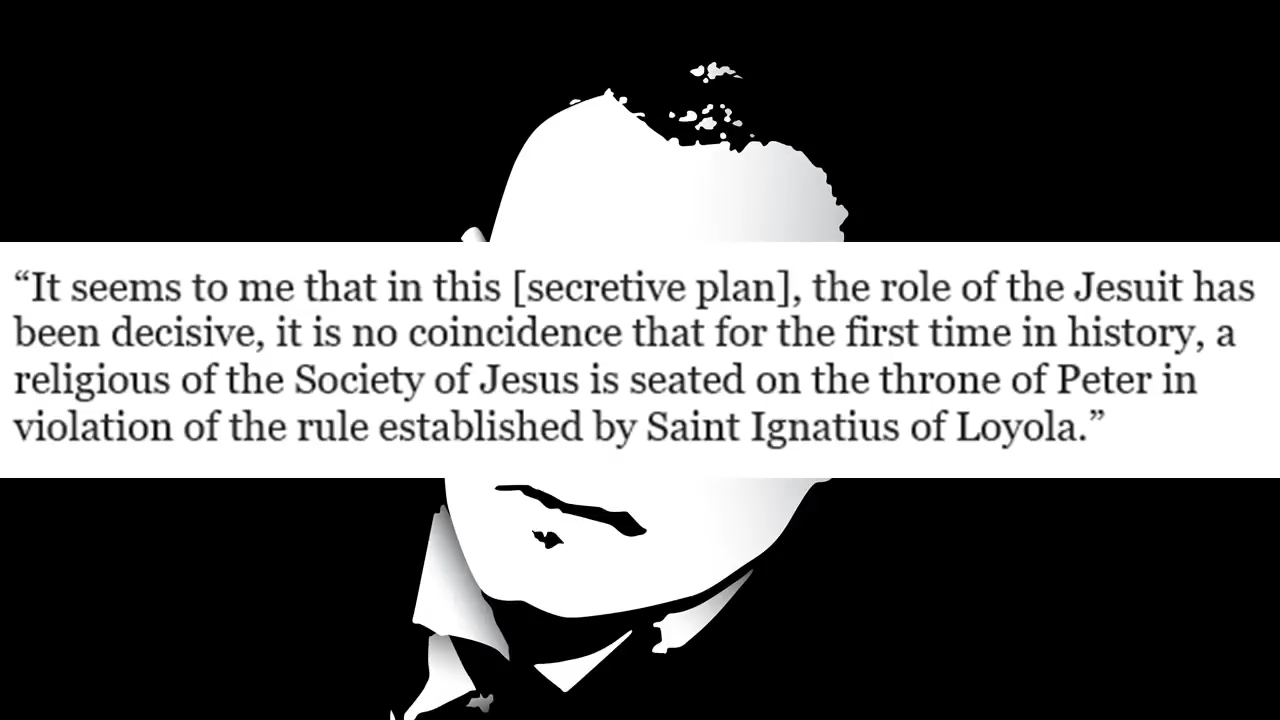 “It seems to me that in this [secretive plan], the role of the Jesuit has
been decisive, it is no coincidence that for the first time in history, a
religious of the Society of Jesus is seated on the throne of Peter in
violation of the rule established by Saint Ignatius of Loyola.”